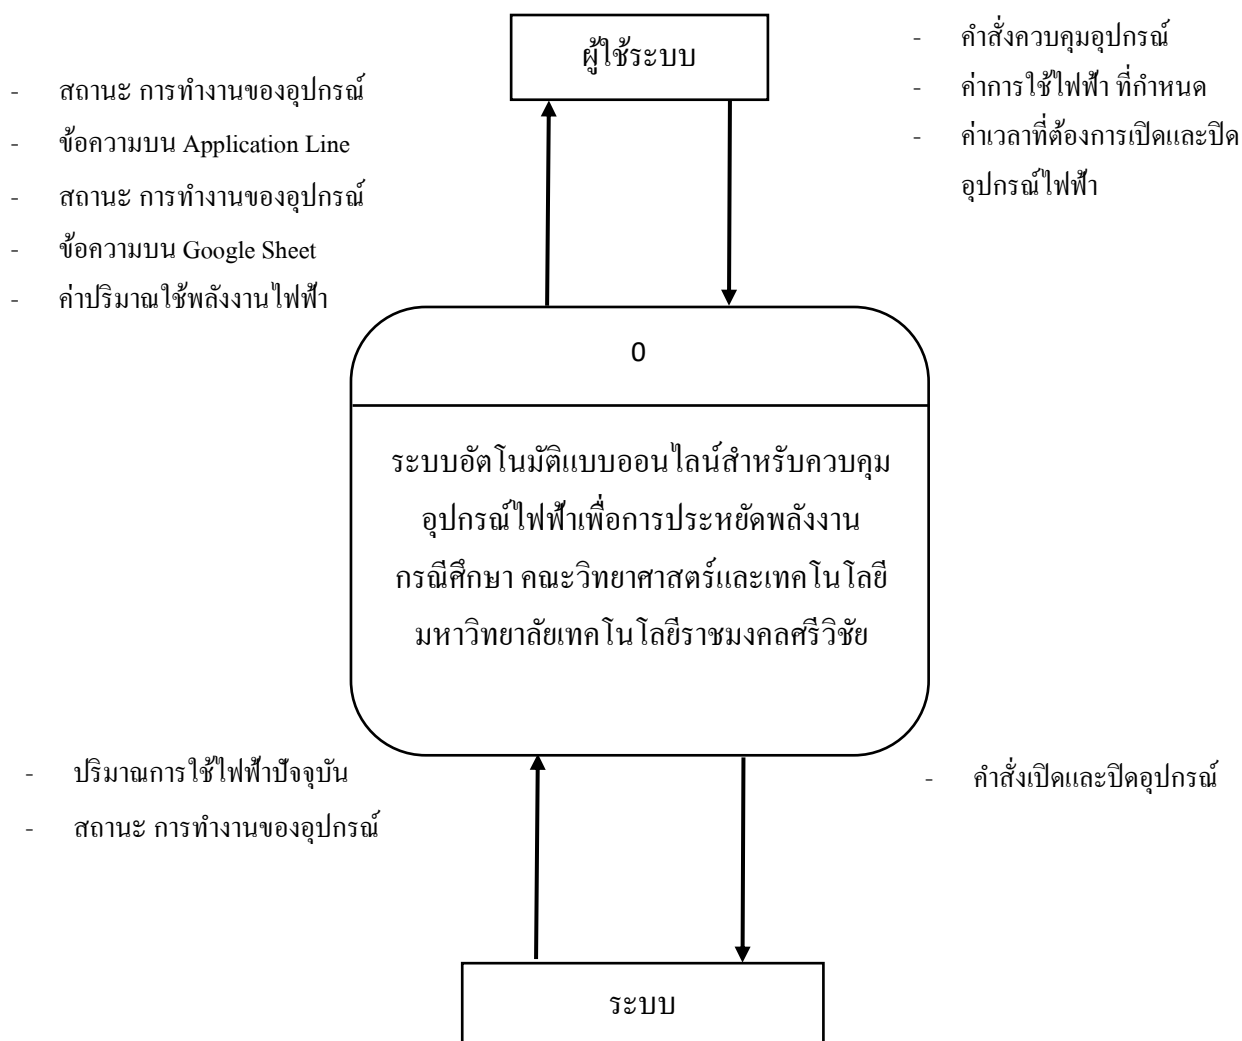 ผู้ใช้ระบบ
- สถานะ การทำงานของอุปกรณ์
- ข้อความบน Application Line
- สถานะ การทำงานของอุปกรณ์
- ข้อความบน Google Sheet
- ค่าปริมาณใช้พลังงานไฟฟ้า
- คำสั่งควบคุมอุปกรณ์
- ค่าการใช้ไฟฟ้า ที่กำหนด
- ค่าเวลาที่ต้องการเปิดและปิด
อุปกรณ์ไฟฟ้า
0
ระบบอัตโนมัติแบบออนไลน์สำหรับควบคุม
อุปกรณ์ไฟฟ้าเพื่อการประหยัดพลังงาน
กรณีศึกษา คณะวิทยาศาสตร์และเทคโนโลยี
มหาวิทยาลัยเทคโนโลยีราชมงคลศรีวิชัย
- ปริมาณการใช้ไฟฟ้าปัจจุบัน
- สถานะ การทำงานของอุปกรณ์
- คำสั่งเปิดและปิดอุปกรณ์
ระบบ